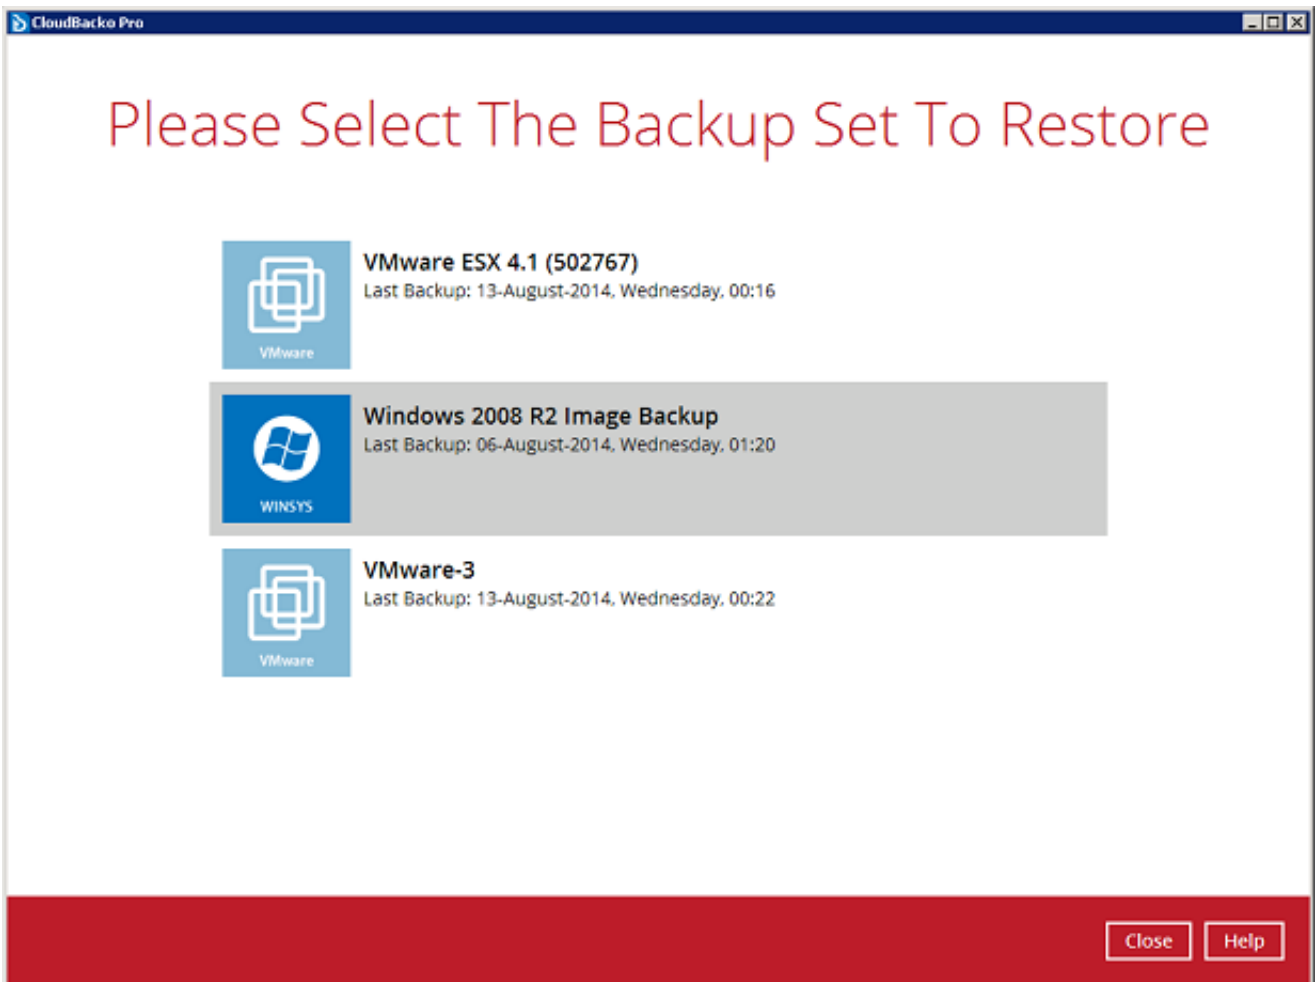 CloudBacko Pro
Please Select The Backup Set To Restore
VMware ESX 4.1 (502767)
Last Backup: 13-August-2014, Wednesday, 00:16
VMware
Windows 2008 R2 Image Backup
Last Backup: 06-August-2014, Wednesday, 01:20
WINSYS
VMware-3
Last Backup: 13-August-2014, Wednesday, 00:22
VMware
Close
Help